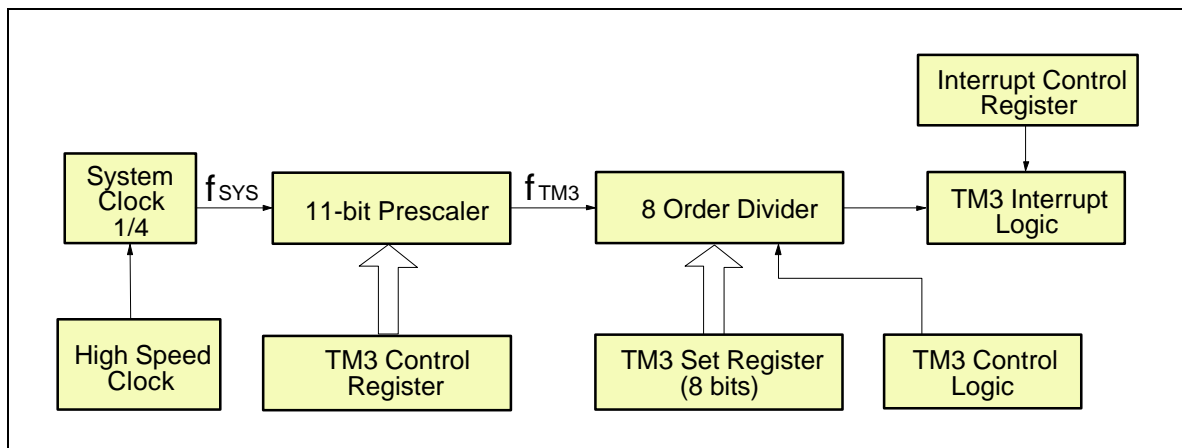 Interrupt Control
Register
System
Clock
1/4
fSYS
11-bit Prescaler
fTM3
8 Order Divider
TM3 Interrupt
Logic
High Speed
Clock
TM3 Control
Register
TM3 Set Register
(8 bits)
TM3 Control
Logic